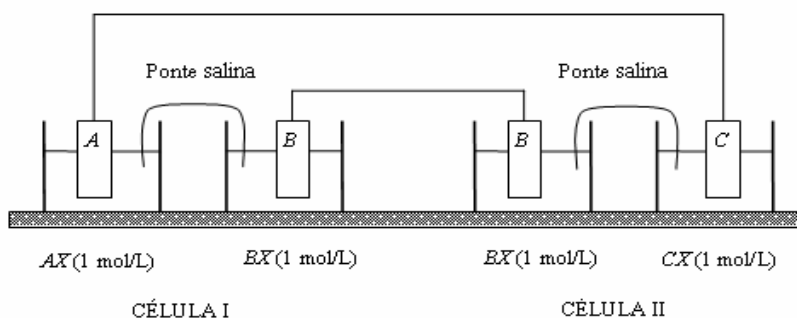 Ponte salina Ponte salina
A B B C
AX (1 mol/L) BX (1 mol/L) BX (1 mol/L) CX (1 mol/L)
CÉLULA I CÉLULA II